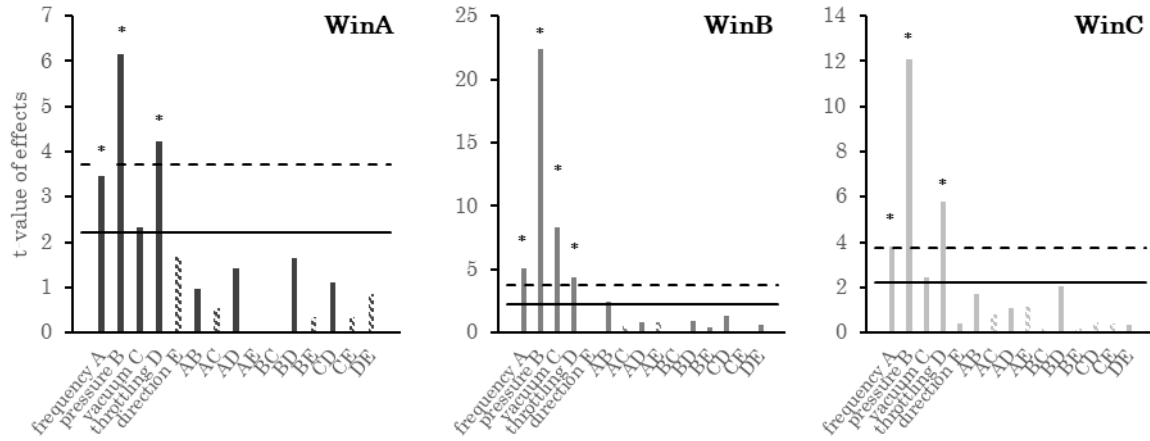 WinA
t-value of effects
7
6
5
4
3
2
1
0
* * *
frequency A
pressure B
vacuum C
throttling D
direction E
AB
AC
AD
AE
BC
BD
BE
CD
CE
DE
WinB
25
20
15
10
5
0
* * * *
frequency A
pressure B
vacuum C
throttling D
direction E
AB
AC
AD
AE
BC
BD
BE
CD
CE
DE
WinC
14
12
10
8
6
4
2
0
* * *
frequency A
pressure B
vacuum C
throttling D
direction E
AB
AC
AD
AE
BC
BD
BE
CD
CE
DE